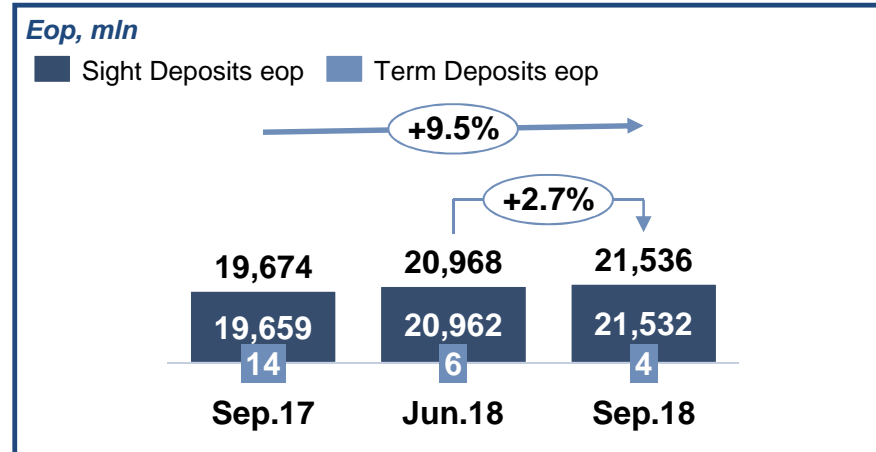 Eop, mln
Sight Deposits eop Term Deposits eop
+9.5%
+2.7%
19,674 20,968 21,536
19,659 20,962 21,532
14 6 4
Sep.17 Jun.18 Sep.18